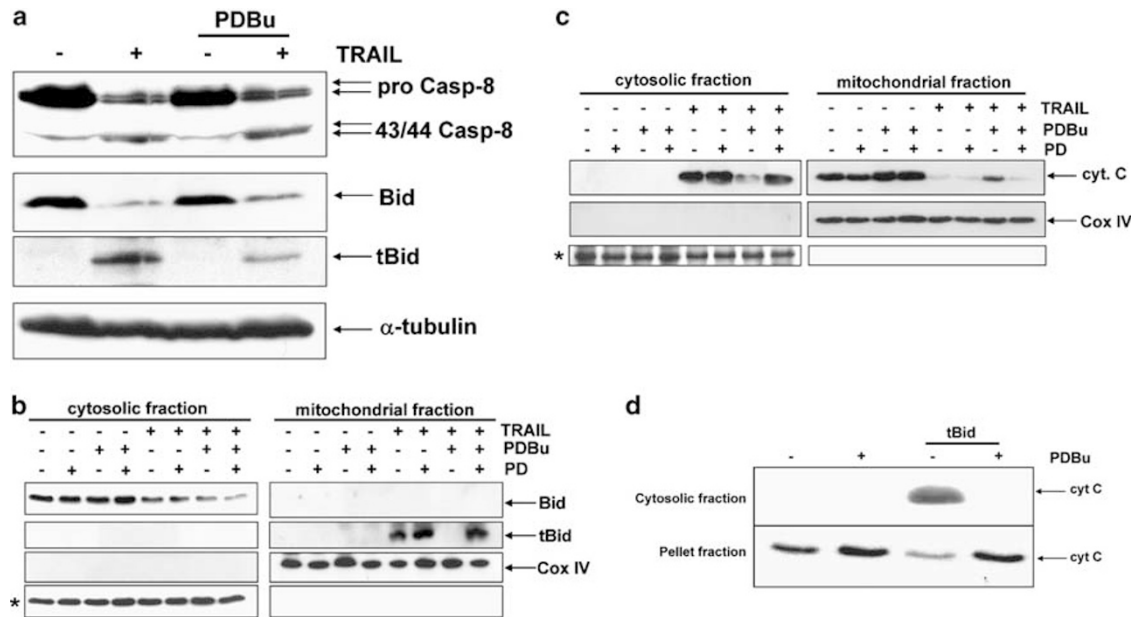 a
PDBu
- + - + TRAIL
pro Casp-8
43/44 Casp-8
Bid
tBid
α-tubulin
b
cytosolic fraction mitochondrial fraction
- - - - + + + + - - - - + + + + TRAIL
- - + + - - + + - - + + - - + + PDBu
- + - + - + - + - + - + - + - + PD
Bid
tBid
Cox IV
*
c
cytosolic fraction mitochondrial fraction
- - - - + + + + - - - - + + + + TRAIL
- - + + - - + + - - + + - - + + PDBu
- + - + - + - + - + - + - + - + PD
cyt. C
Cox IV
*
d
tBid
- + - + PDBu
Cytosolic fraction cyt C
Pellet fraction cyt C